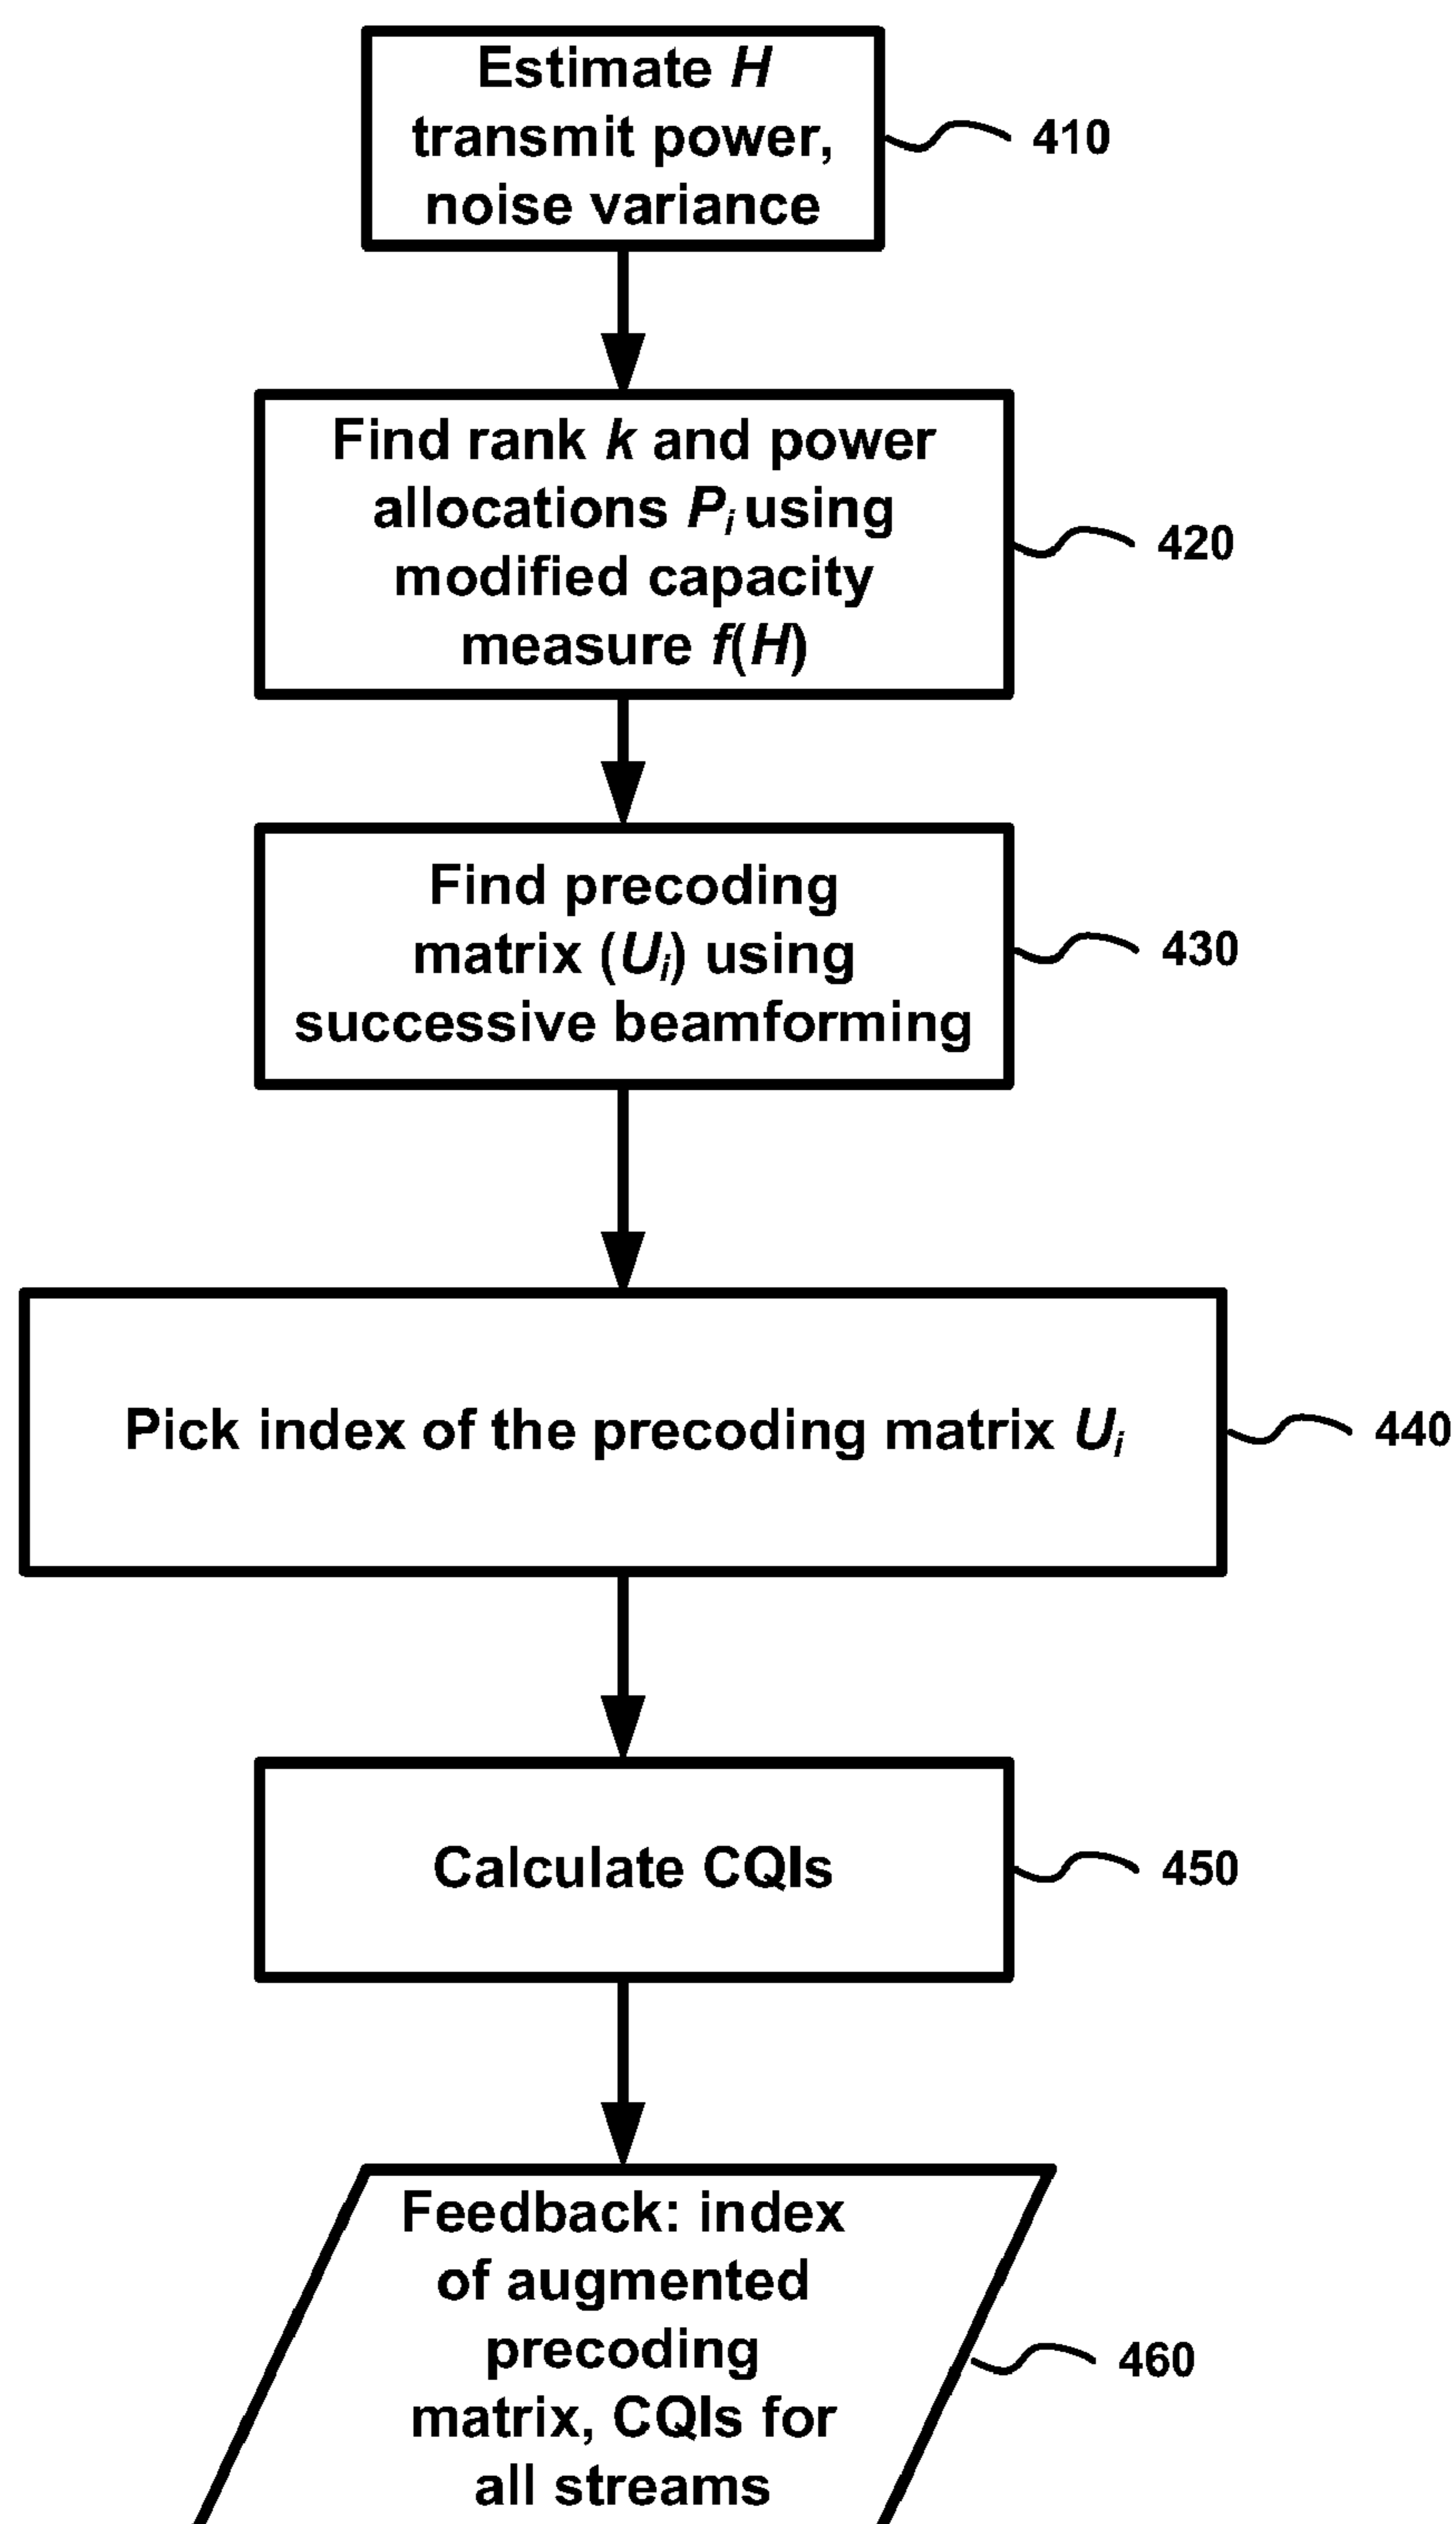 Estimate H
transmit power,
noise variance
410
Find rank k and power
allocations Pi using
modified capacity
measure f(H)
420
Find precoding
matrix (Ui) using
successive beamforming
430
Pick index of the precoding matrix Ui
440
Calculate CQIs
450
Feedback: index
of augmented
precoding
matrix, CQIs for
all streams
460